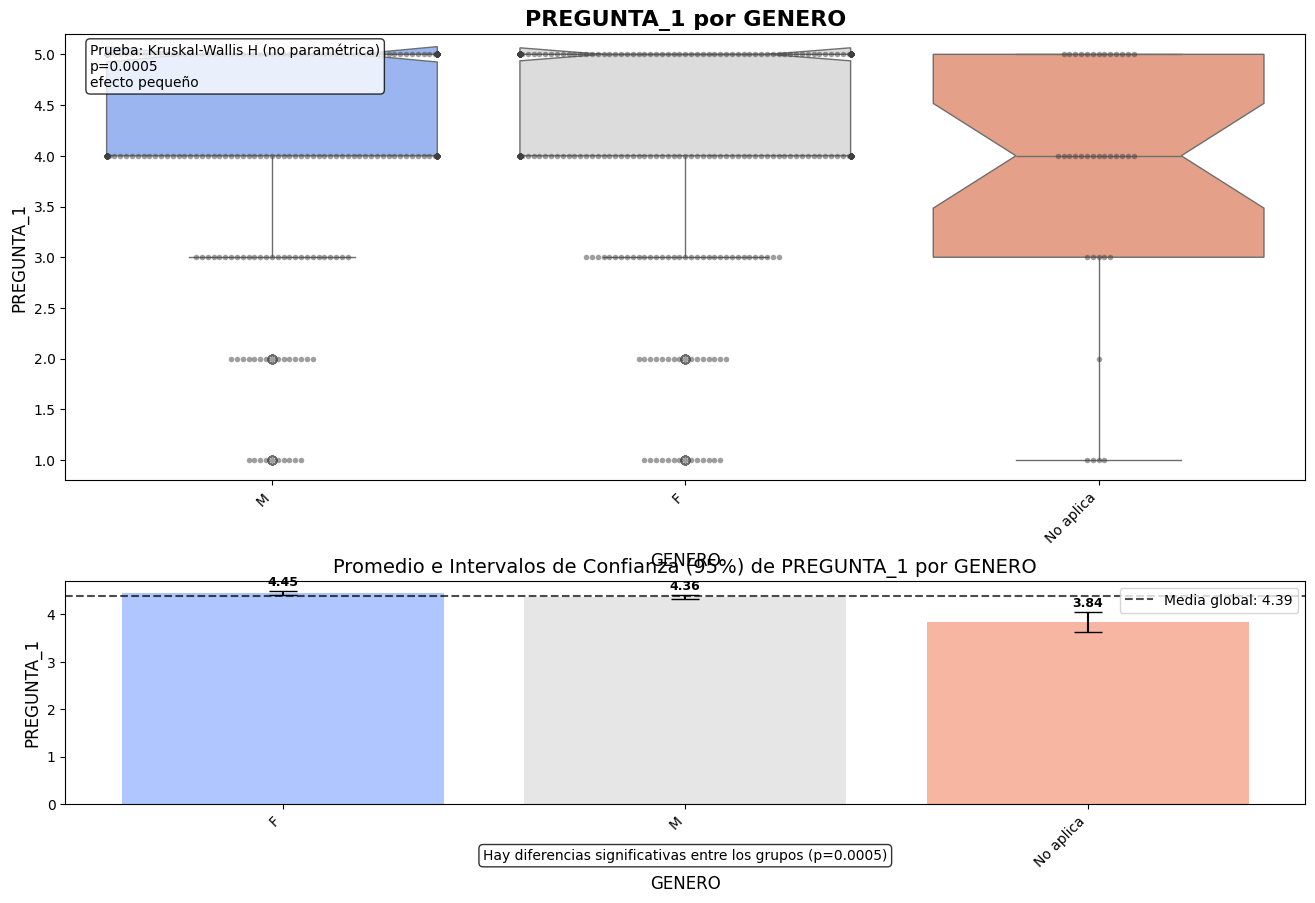 PREGUNTA_1 por GENERO
Prueba: Kruskal-Wallis H (no paramétrica)
p=0.0005
efecto pequeño
5.0
4.5
4.0
3.5
3.0
2.5
2.0
1.5
1.0
PREGUNTA_1
M
F
No aplica
GENERO
Promedio e Intervalos de Confianza (95%) de PREGUNTA_1 por GENERO
4.45
4.36
3.84
Media global: 4.39
4
3
2
1
0
PREGUNTA_1
F
M
No aplica
Hay diferencias significativas entre los grupos (p=0.0005)
GENERO